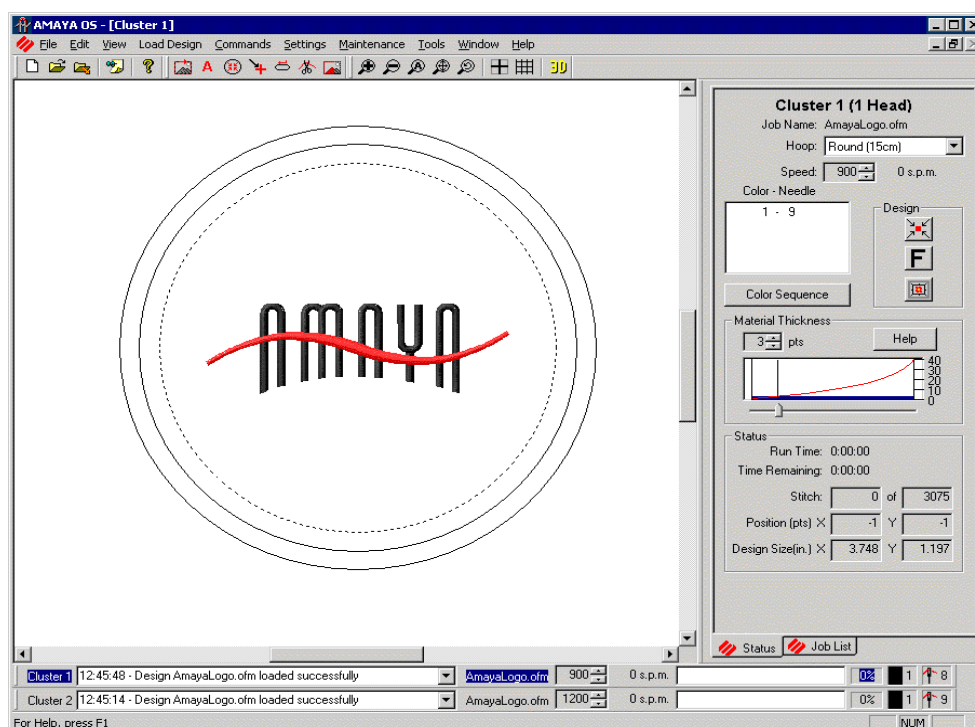 AMAYA OS - [Cluster 1]
File Edit View Load Design Commands Settings Maintenance Tools Window Help
A ? 3D
Cluster 1 (1 Head)
Job Name: AmayaLogo.ofm
Hoop: Round (15cm)
Speed: 900 0 s.p.m.
Color - Needle
1 - 9
Design
F
Color Sequence
Material Thickness
3 pts Help
40
30
20
10
0
AMAYA
Status
Run Time: 0:00:00
Time Remaining: 0:00:00
Stitch: 0 of 3075
Position (pts) X -1 Y -1
Design Size(in.) X 3.748 Y 1.197
Status Job List
Cluster 1 12:45:48 - Design AmayaLogo.ofm loaded successfully AmayaLogo.ofm 900 0 s.p.m. 0% 1 8
Cluster 2 12:45:14 - Design AmayaLogo.ofm loaded successfully AmayaLogo.ofm 1200 0 s.p.m. 0% 1 9
For Help, press F1 NUM